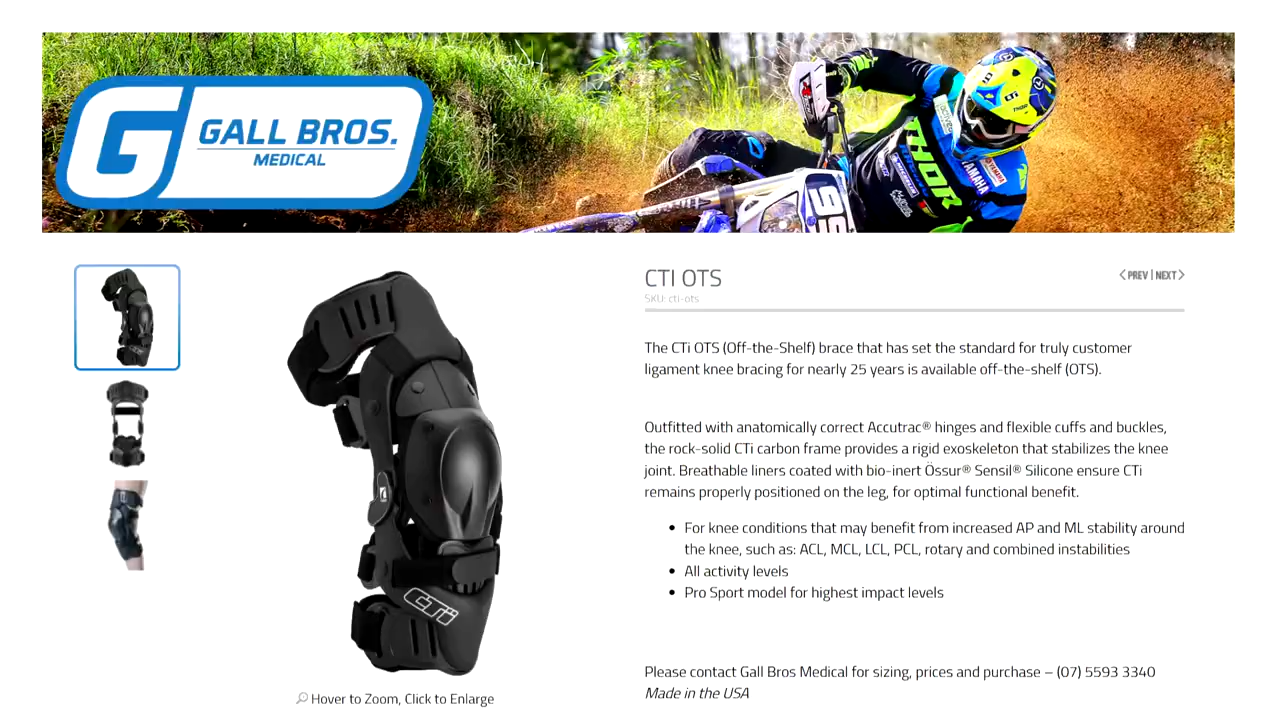 G
GALL BROS.
MEDICAL
THOR
YAMAHA
THOR
YAMAHA
98
CTI OTS
< PREV | NEXT >
SKU: cti-ots
The CTi OTS (Off-the-Shelf) brace that has set the standard for truly customer
ligament knee bracing for nearly 25 years is available off-the-shelf (OTS).
Outfitted with anatomically correct Accutrac® hinges and flexible cuffs and buckles,
the rock-solid CTi carbon frame provides a rigid exoskeleton that stabilizes the knee
joint. Breathable liners coated with bio-inert Össur® Sensil® Silicone ensure CTi
remains properly positioned on the leg, for optimal functional benefit.
• For knee conditions that may benefit from increased AP and ML stability around
the knee, such as: ACL, MCL, LCL, PCL, rotary and combined instabilities
• All activity levels
• Pro Sport model for highest impact levels
CTi
Please contact Gall Bros Medical for sizing, prices and purchase – (07) 5593 3340
Made in the USA
Hover to Zoom, Click to Enlarge